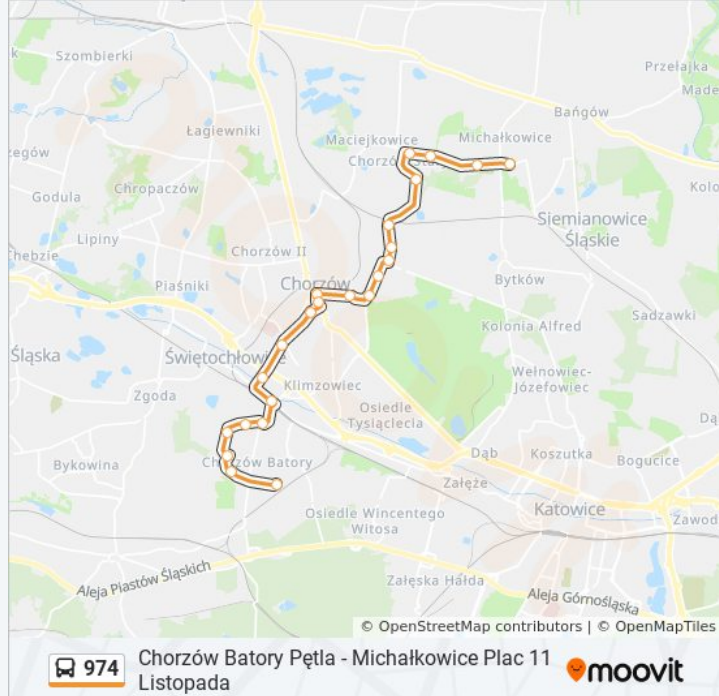 Szombierki
Przełajka
Made
Bańgów
Łagiewniki
Maciejkowice
Michałkowice
zegów
Chorzów Sta
Chropaczów
Kolo
Godula
Siemianowice
Śląskie
Lipiny
Chorzów II
Chebzie
Piaśniki
Chorzów
Bytków
Sadzawki
Kolonia Alfred
Śląska
Świętochłowice
Wełnowiec-
Józefowiec
Klimzowiec
Zgoda
Osiedle
Tysiąclecia
Dąb
Koszutka
Bogucice
Dą
Bykowina
Chorzów Batory
Załęże
Katowice
Osiedle Wincentego
Witosa
Zawod
Aleja Piastów Śląskich
Załęska Hałda
Aleja Górnośląska
© OpenStreetMap contributors | © OpenMapTiles
974 Chorzów Batory Pętla - Michałkowice Plac 11
Listopada
moovit